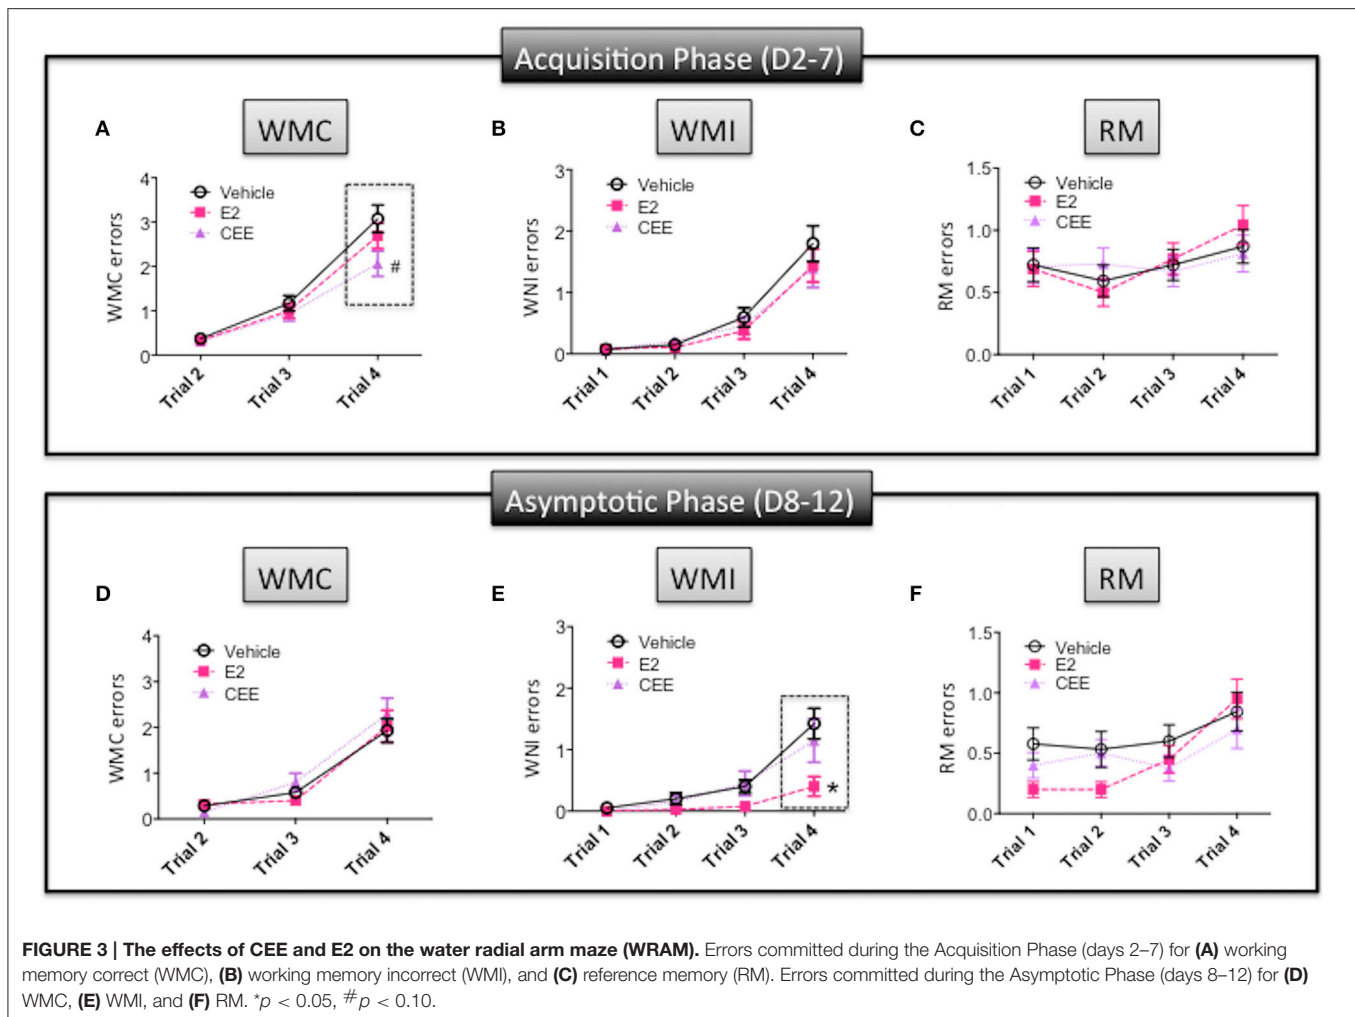 Acquisition Phase (D2-7)
A
WMC
WMC errors
4
3
2
1
0
Vehicle
E2
CEE
#
Trial 2
Trial 3
Trial 4
B
WMI
WNI errors
3
2
1
0
Vehicle
E2
CEE
Trial 1
Trial 2
Trial 3
Trial 4
C
RM
RM errors
1.5
1.0
0.5
0.0
Vehicle
E2
CEE
Trial 1
Trial 2
Trial 3
Trial 4
Asymptotic Phase (D8-12)
D
WMC
WMC errors
4
3
2
1
0
Vehicle
E2
CEE
Trial 2
Trial 3
Trial 4
E
WMI
WNI errors
3
2
1
0
Vehicle
E2
CEE
*
Trial 1
Trial 2
Trial 3
Trial 4
F
RM
RM errors
1.5
1.0
0.5
0.0
Vehicle
E2
CEE
Trial 1
Trial 2
Trial 3
Trial 4
FIGURE 3 | The effects of CEE and E2 on the water radial arm maze (WRAM). Errors committed during the Acquisition Phase (days 2–7) for (A) working
memory correct (WMC), (B) working memory incorrect (WMI), and (C) reference memory (RM). Errors committed during the Asymptotic Phase (days 8–12) for (D)
WMC, (E) WMI, and (F) RM. *p < 0.05, #p < 0.10.